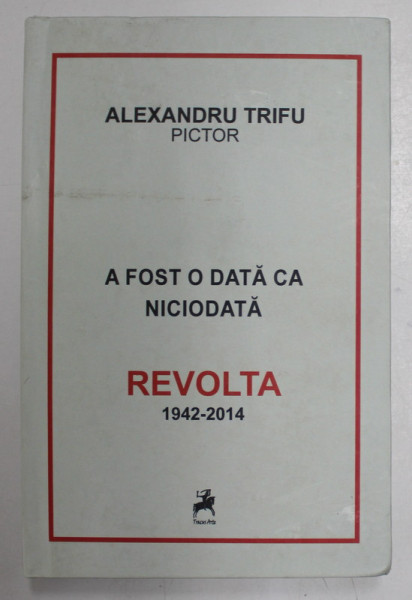 ALEXANDRU TRIFU
PICTOR
A FOST O DATĂ CA
NICIODATĂ
REVOLTA
1942-2014